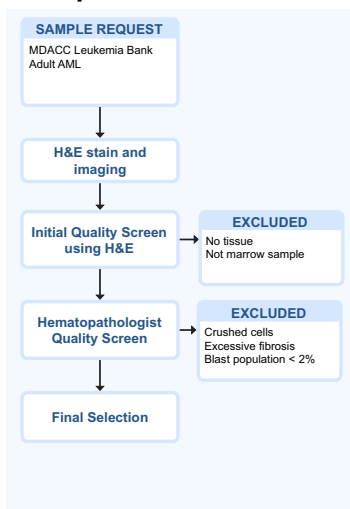 SAMPLE REQUEST
MDACC Leukemia Bank
Adult AML
H&E stain and
imaging
Initial Quality Screen
using H&E
EXCLUDED
No tissue
Not marrow sample
Hematopathologist
Quality Screen
EXCLUDED
Crushed cells
Excessive fibrosis
Blast population < 2%
Final Selection